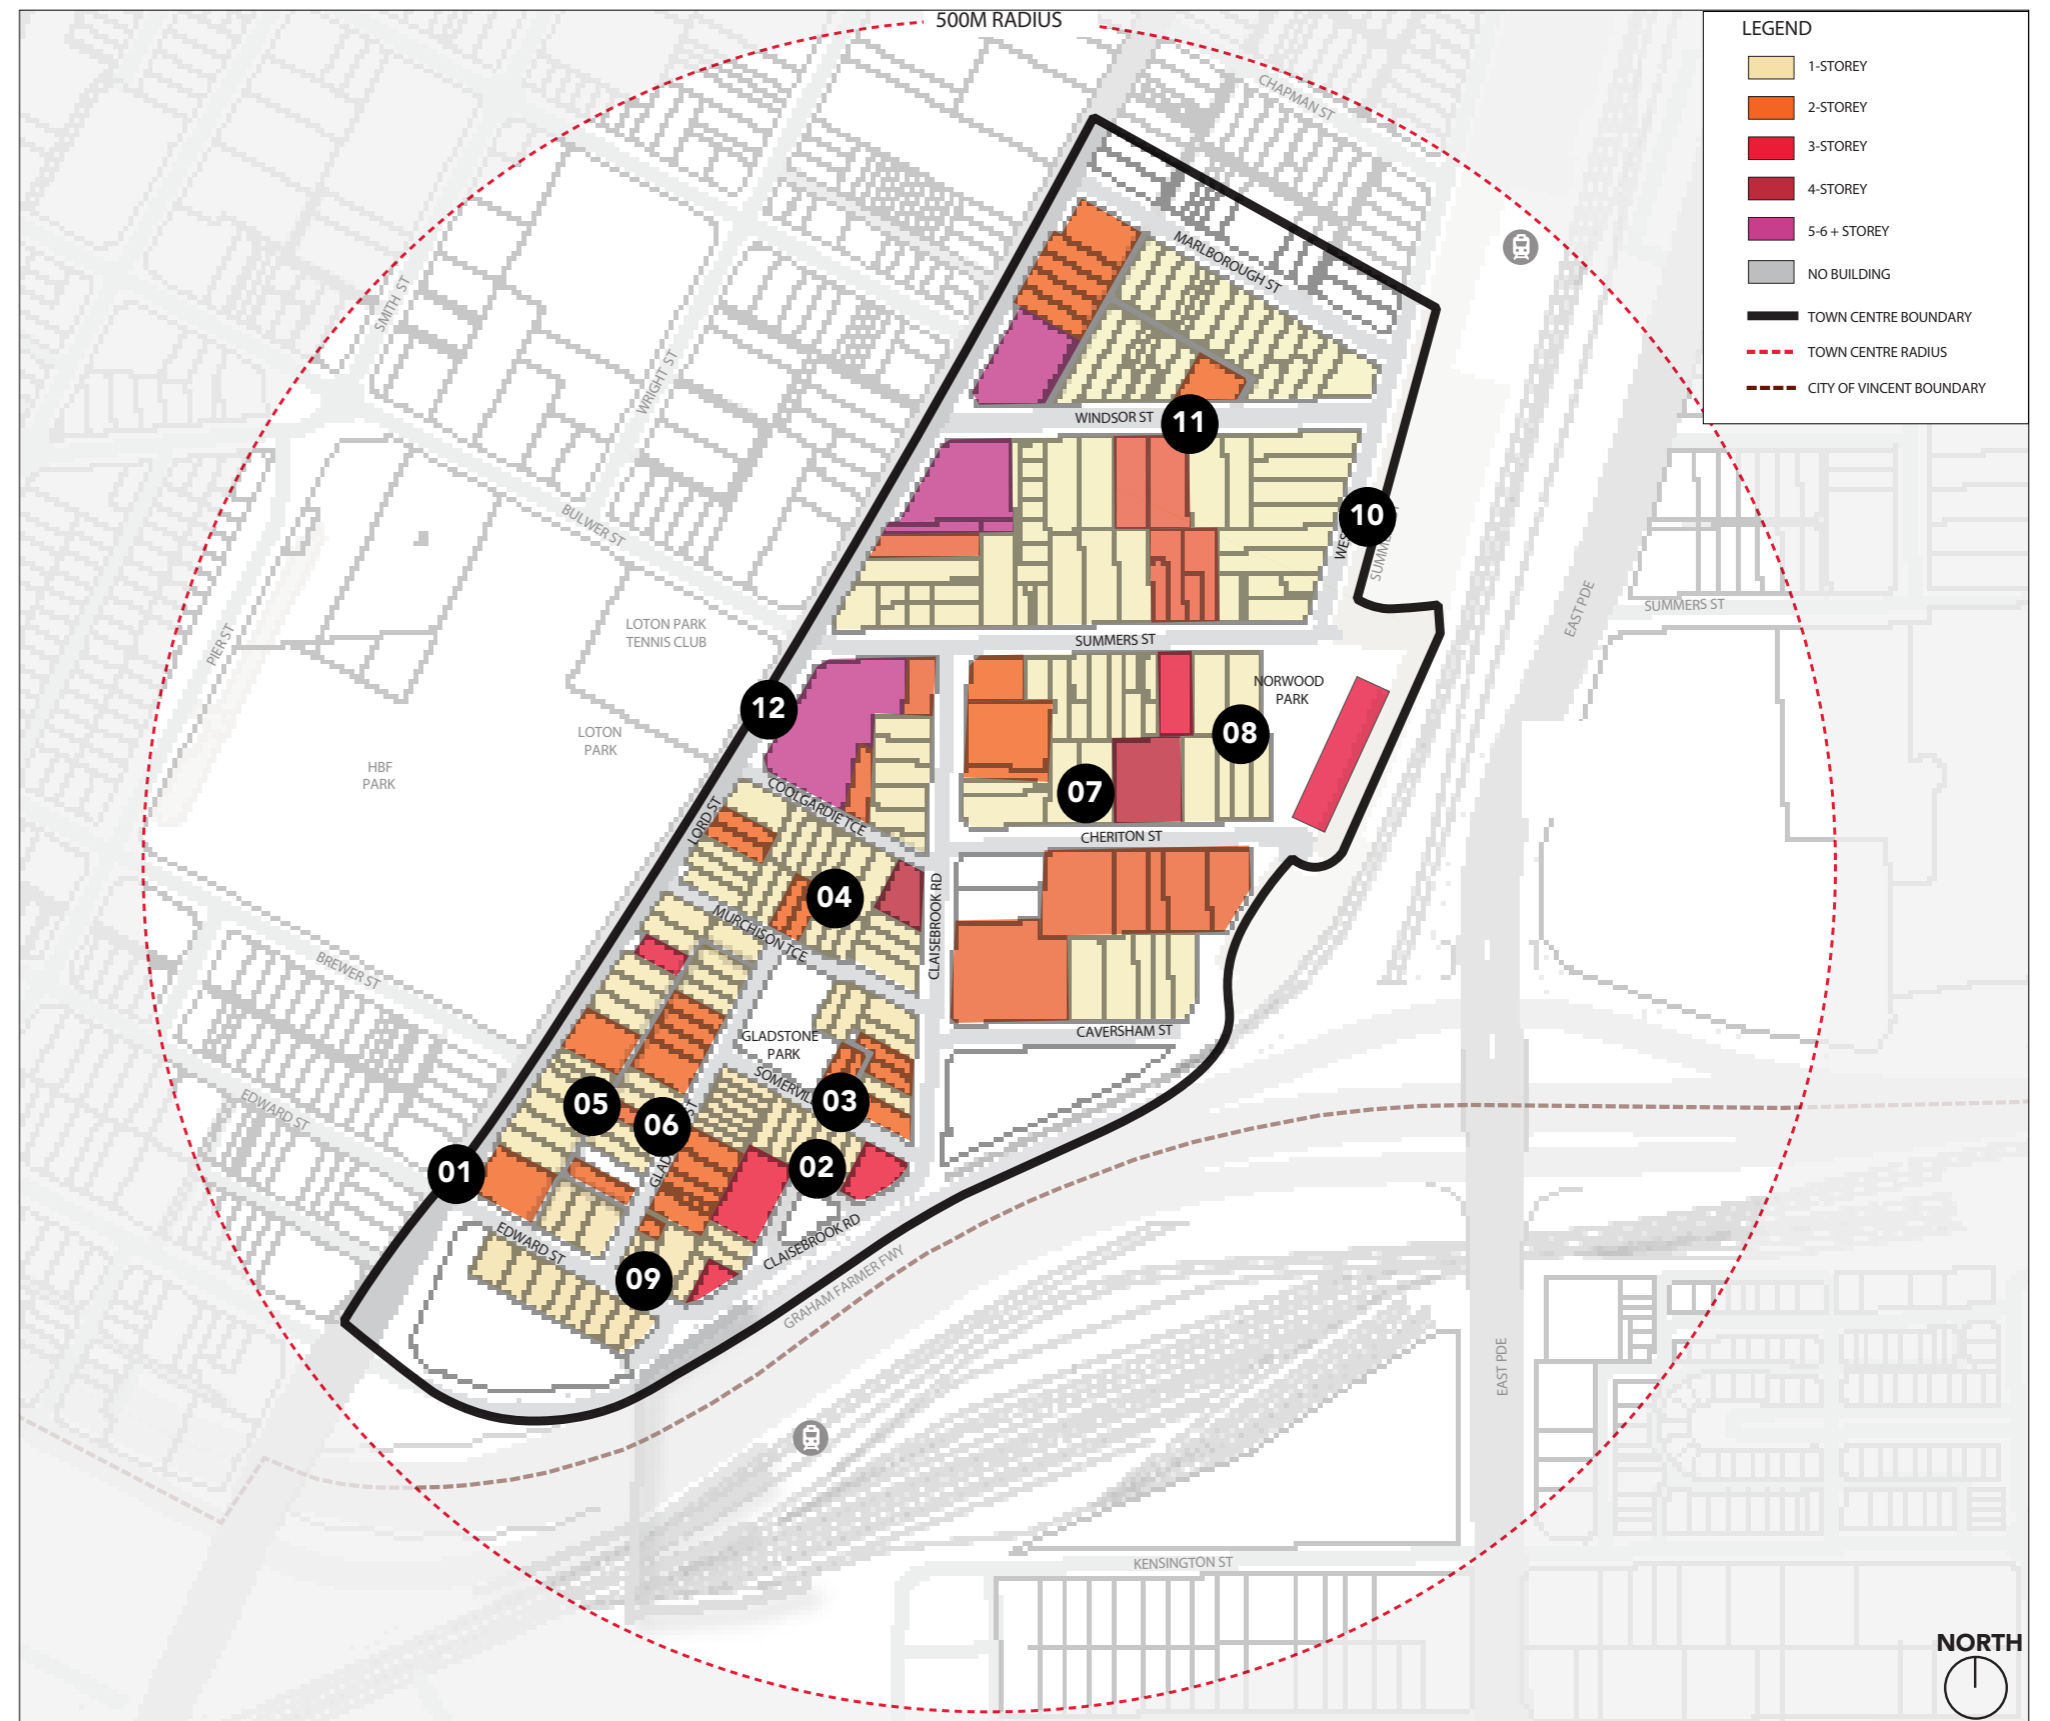 500M RADIUS
LEGEND
1-STOREY
2-STOREY
3-STOREY
4-STOREY
5-6 + STOREY
NO BUILDING
TOWN CENTRE BOUNDARY
TOWN CENTRE RADIUS
CITY OF VINCENT BOUNDARY
CHAPMAN ST
MARLBOROUGH ST
SMITH ST
WRIGHT ST
WINDSOR ST
11
BULWER ST
10
WES
SUMME
EAST PDE
SUMMERS ST
PIER ST
LOTON PARK
TENNIS CLUB
SUMMERS ST
NORWOOD
PARK
12
08
LOTON
PARK
HBF
PARK
07
COOLGARDIE TCE
LORD ST
CHERITON ST
04
CLAISEBROOK RD
MURCHISON TCE
BREWER ST
GLADSTONE
PARK
CAVERSHAM ST
SOMERVIL
03
05
06
EDWARD ST
ST
GLAD
02
01
EDWARD ST
CLAISEBROOK RD
09
GRAHAM FARMER FWY
EAST PDE
KENSINGTON ST
NORTH